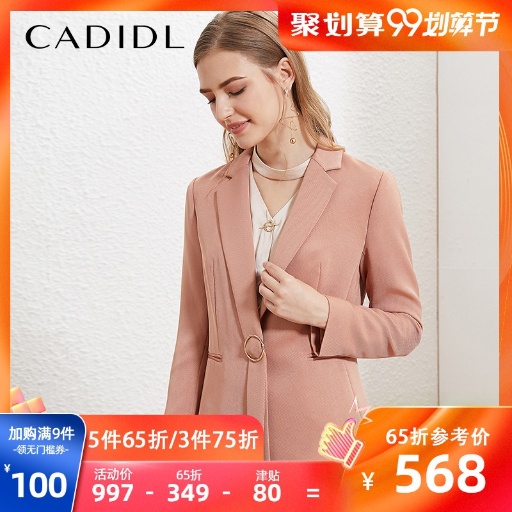 CADIDL
聚划算99划算节
加购满9件
-领无门槛券-
¥100
5件65折/3件75折
活动价 65折 津贴
997 - 349 - 80 =
65折参考价
¥ 568